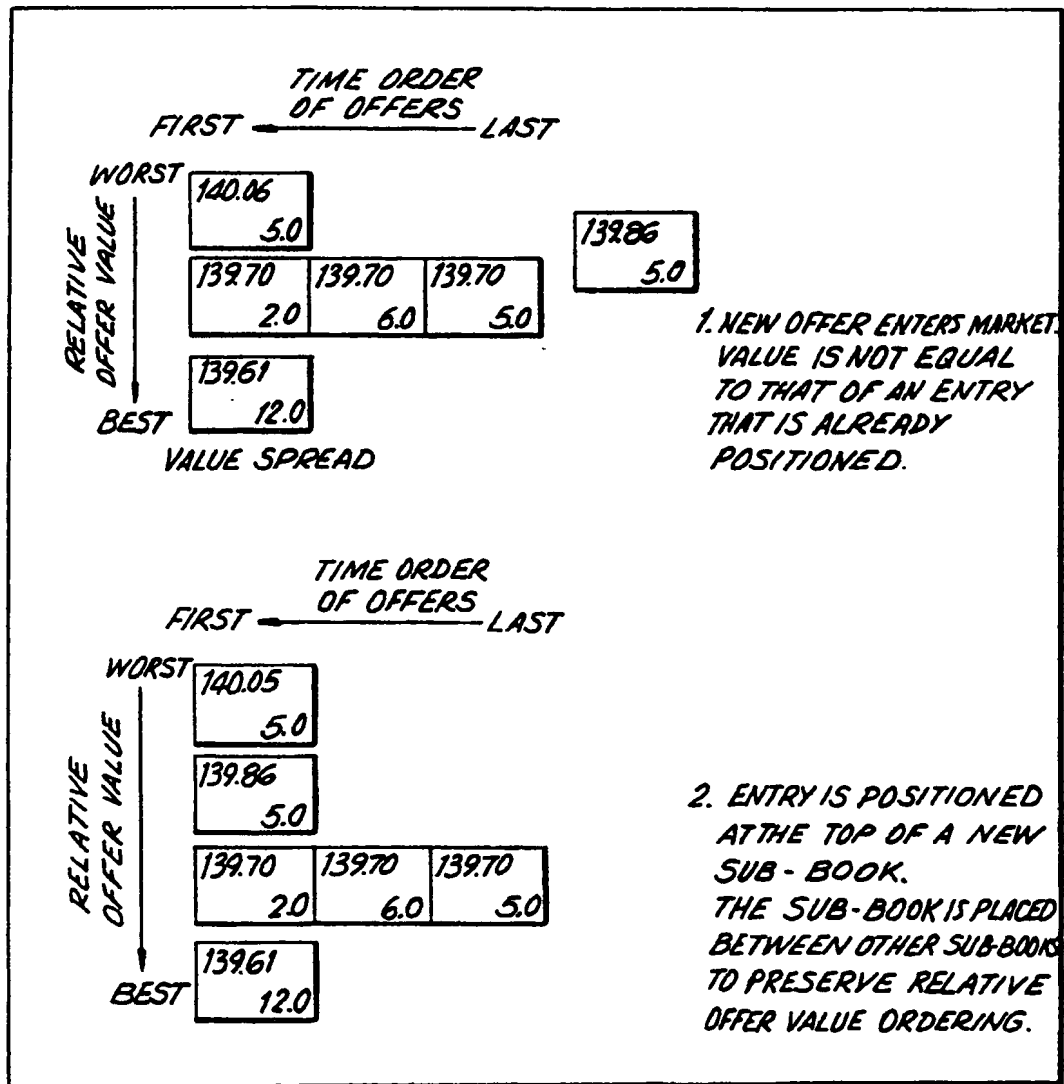 TIME ORDER
OF OFFERS
FIRST LAST
WORST
RELATIVE
OFFER VALUE
BEST
140.06
5.0
139.70 139.70 139.70
2.0 6.0 5.0
139.61
12.0
VALUE SPREAD
139.86
5.0
1. NEW OFFER ENTERS MARKET.
VALUE IS NOT EQUAL
TO THAT OF AN ENTRY
THAT IS ALREADY
POSITIONED.
TIME ORDER
OF OFFERS
FIRST LAST
WORST
RELATIVE
OFFER VALUE
BEST
140.05
5.0
139.86
5.0
139.70 139.70 139.70
2.0 6.0 5.0
139.61
12.0
2. ENTRY IS POSITIONED
AT THE TOP OF A NEW
SUB-BOOK.
THE SUB-BOOK IS PLACED
BETWEEN OTHER SUB-BOOKS
TO PRESERVE RELATIVE
OFFER VALUE ORDERING.